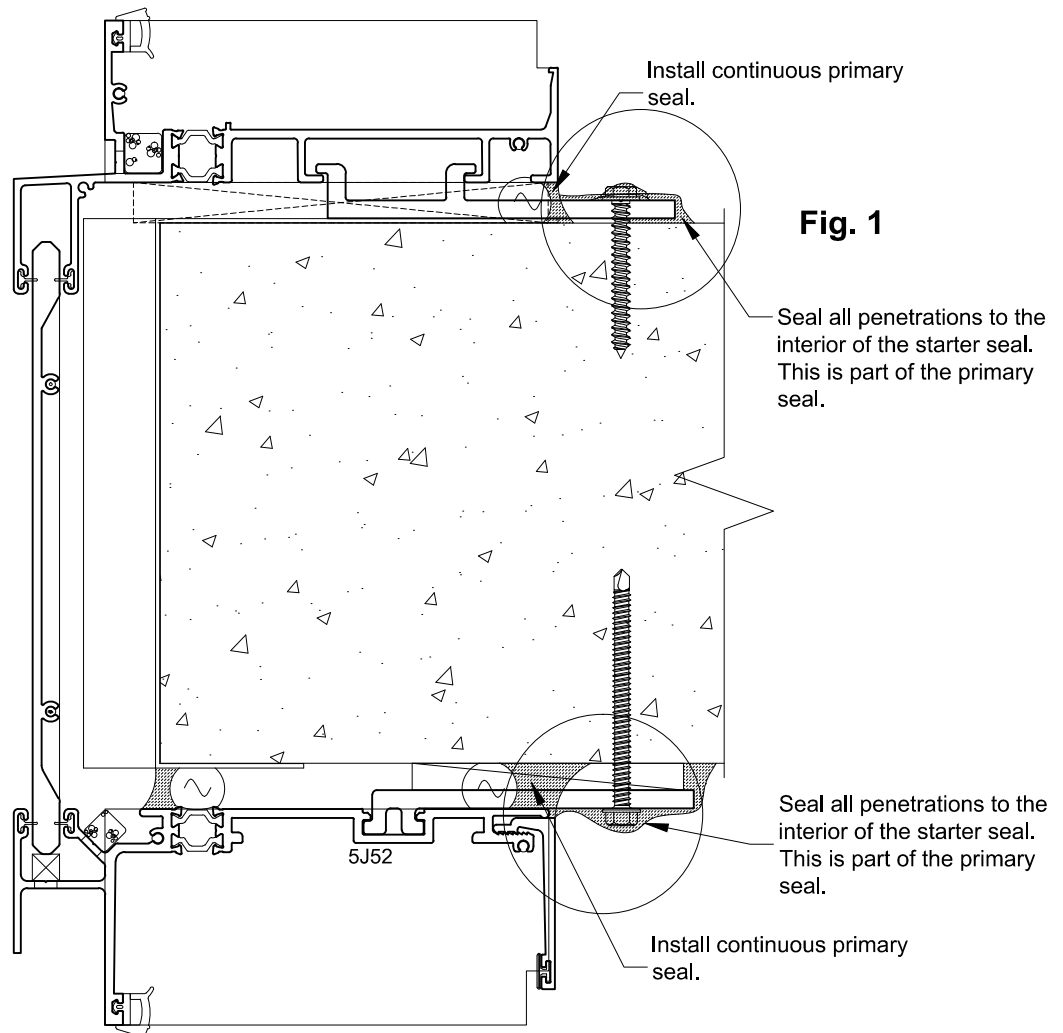 Install continuous primary
seal.
Fig. 1
Seal all penetrations to the
interior of the starter seal.
This is part of the primary
seal.
5J52
Seal all penetrations to the
interior of the starter seal.
This is part of the primary
seal.
Install continuous primary
seal.